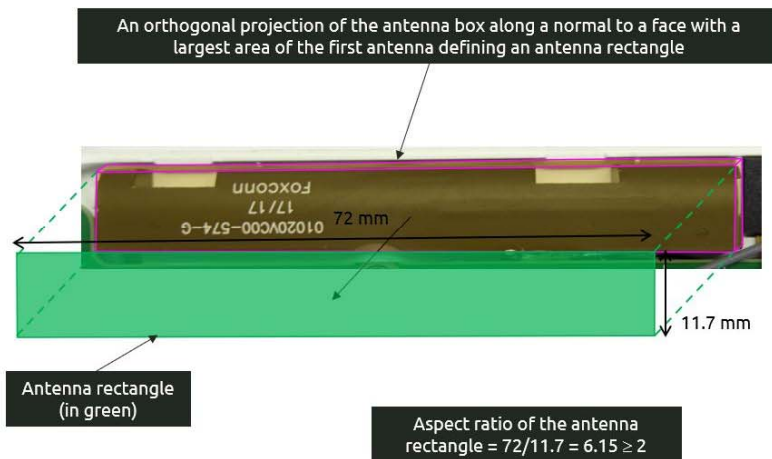 An orthogonal projection of the antenna box along a normal to a face with a
largest area of the first antenna defining an antenna rectangle
01020VC00-574-G
17/17
Foxconn
72 mm
11.7 mm
Antenna rectangle
(in green)
Aspect ratio of the antenna
rectangle = 72/11.7 = 6.15 ≥ 2